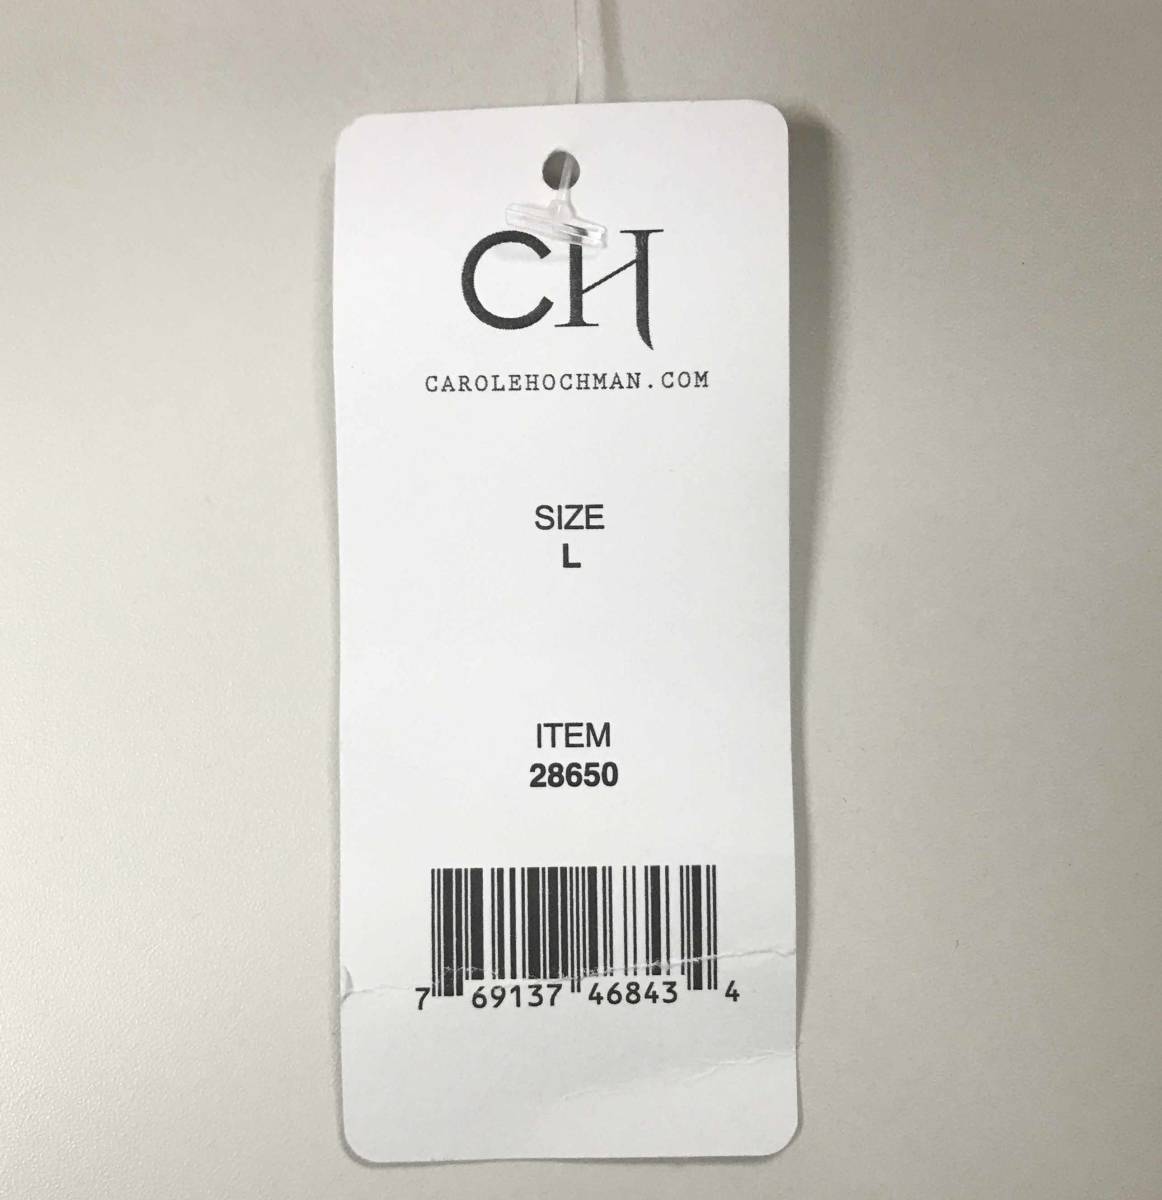 CH
CAROLEHOCHMAN.COM
SIZE
L
ITEM
28650
7 69137 46843 4